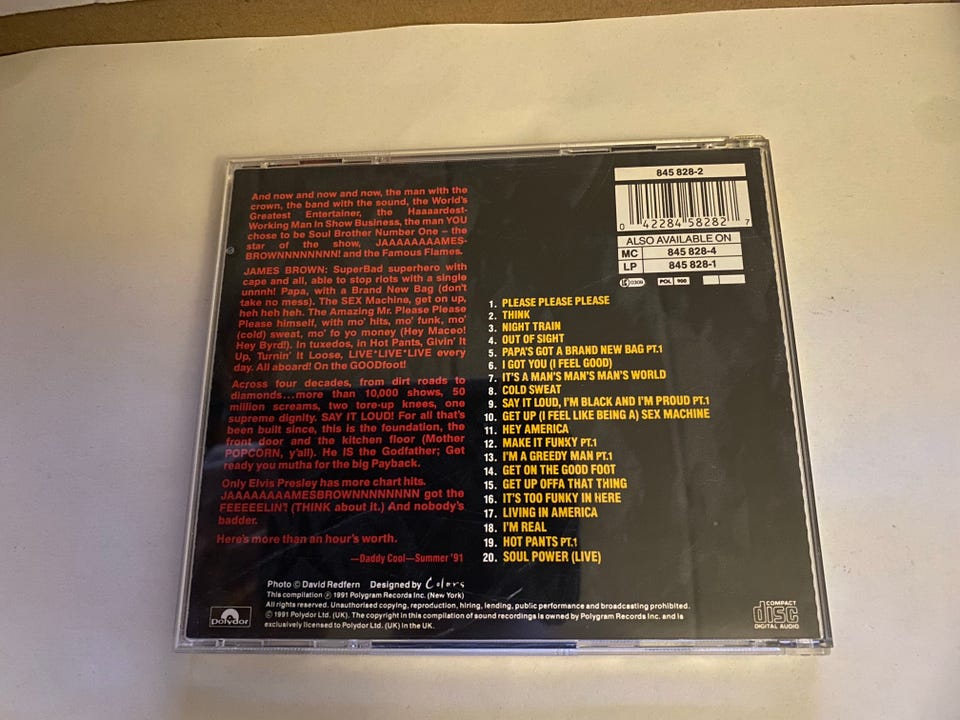 And now and now and now, the man with the
crown, the band with the sound, the World's
Greatest Entertainer, the Haaaardest-
Working Man In Show Business, the man YOU
chose to be Soul Brother Number One – the
star of the show, JAAAAAAAAMES-
BROWNNNNNNNN! and the Famous Flames.
JAMES BROWN: SuperBad superhero with
cape and all, able to stop riots with a single
unnnh! Papa, with a Brand New Bag (don't
take no mess). The SEX Machine, get on up,
heh heh heh. The Amazing Mr. Please Please
Please himself, with mo' hits, mo' funk, mo'
(cold) sweat, mo' fo yo money (Hey Maceo!
Hey Byrd!). In tuxedos, in Hot Pants, Givin' It
Up, Turnin' It Loose, LIVE*LIVE*LIVE every
day. All aboard! On the GOODfoot!
Across four decades, from dirt roads to
diamonds...more than 10,000 shows, 50
million screams, two tore-up knees, one
supreme dignity. SAY IT LOUD! For all that's
been built since, this is the foundation, the
front door and the kitchen floor (Mother
POPCORN, y'all). He IS the Godfather; Get
ready you mutha for the big Payback.
Only Elvis Presley has more chart hits.
JAAAAAAAAMESBROWNNNNNNNN got the
FEEEEELIN'! (THINK about it.) And nobody's
badder.
Here's more than an hour's worth.
—Daddy Cool—Summer '91
845 828-2
0 42284 58282 7
ALSO AVAILABLE ON
MC 845 828-4
LP 845 828-1
LC 0309 POL 900
1. PLEASE PLEASE PLEASE
2. THINK
3. NIGHT TRAIN
4. OUT OF SIGHT
5. PAPA'S GOT A BRAND NEW BAG PT.1
6. I GOT YOU (I FEEL GOOD)
7. IT'S A MAN'S MAN'S MAN'S WORLD
8. COLD SWEAT
9. SAY IT LOUD, I'M BLACK AND I'M PROUD PT.1
10. GET UP (I FEEL LIKE BEING A) SEX MACHINE
11. HEY AMERICA
12. MAKE IT FUNKY PT.1
13. I'M A GREEDY MAN PT.1
14. GET ON THE GOOD FOOT
15. GET UP OFFA THAT THING
16. IT'S TOO FUNKY IN HERE
17. LIVING IN AMERICA
18. I'M REAL
19. HOT PANTS PT.1
20. SOUL POWER (LIVE)
Photo © David Redfern Designed by Colors
This compilation ℗ 1991 Polygram Records Inc. (New York)
All rights reserved. Unauthorised copying, reproduction, hiring, lending, public performance and broadcasting prohibited.
© 1991 Polydor Ltd. (UK). The copyright in this compilation of sound recordings is owned by Polygram Records Inc. and is
exclusively licensed to Polydor Ltd. (UK) in the UK.
polydor
COMPACT
disc
DIGITAL AUDIO